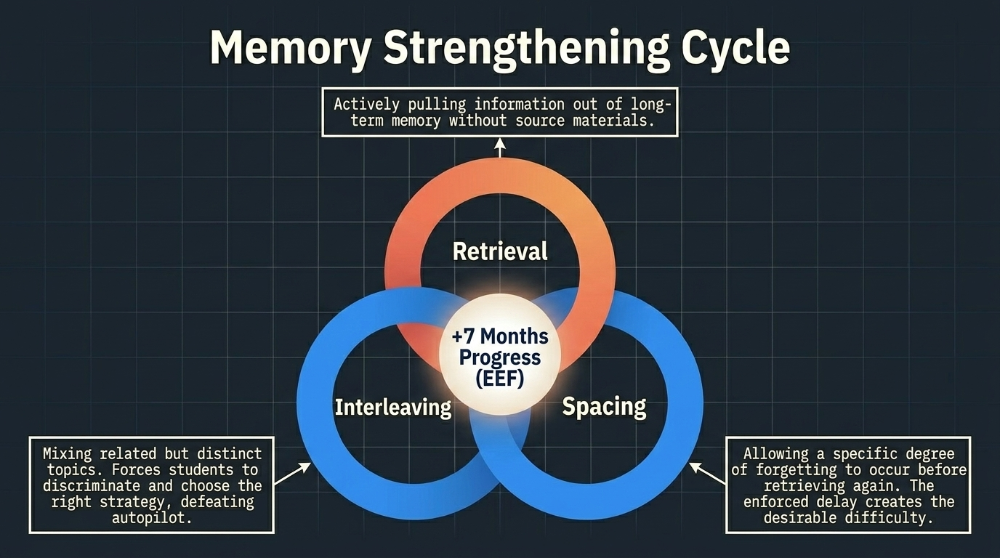 Memory Strengthening Cycle
Actively pulling information out of long-
term memory without source materials.
Retrieval
+7 Months
Progress
(EEF)
Interleaving
Spacing
Mixing related but distinct
topics. Forces students to
discriminate and choose the
right strategy, defeating
autopilot.
Allowing a specific degree
of forgetting to occur before
retrieving again. The
enforced delay creates the
desirable difficulty.